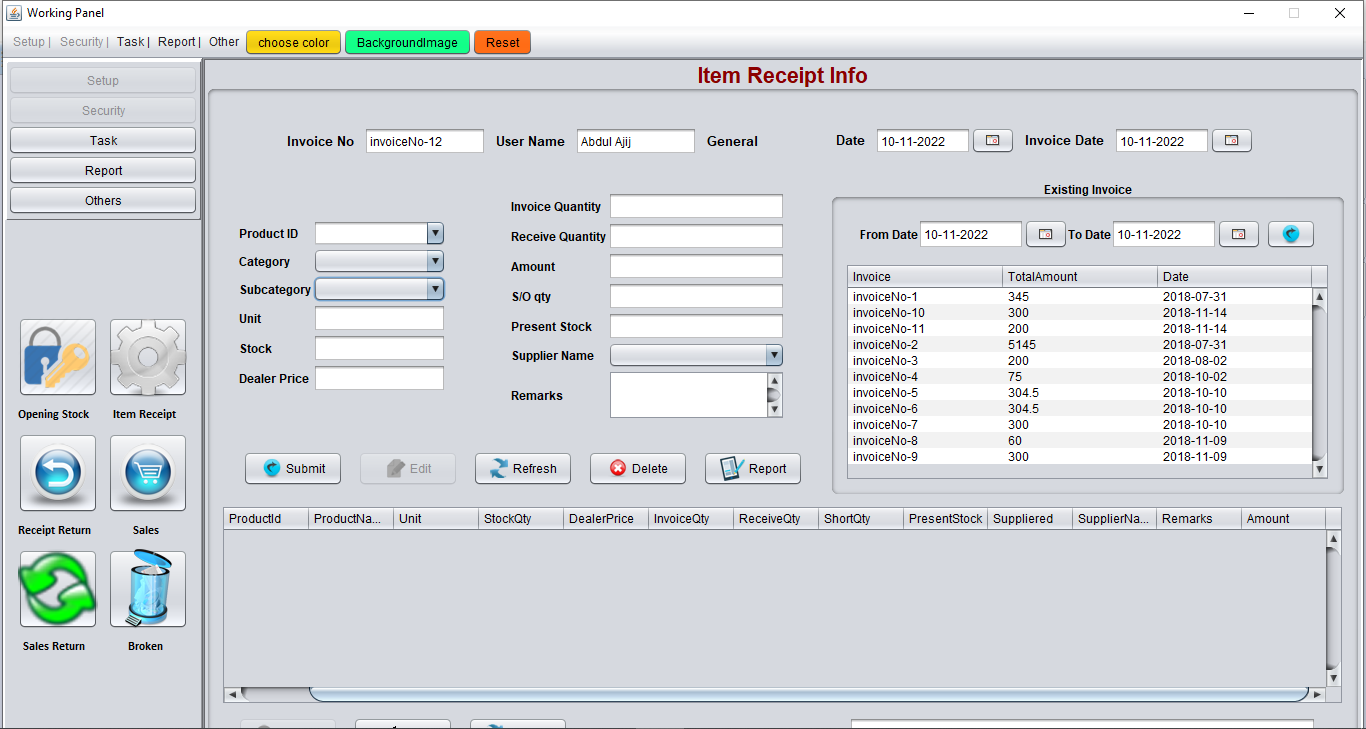 Working Panel
Setup | Security | Task | Report | Other choose color BackgroundImage Reset
Setup
Security
Task
Report
Others
Opening Stock Item Receipt
Receipt Return Sales
Sales Return Broken
Item Receipt Info
Invoice No invoiceNo-12 User Name Abdul Ajij General Date 10-11-2022 Invoice Date 10-11-2022
Product ID
Category
Subcategory
Unit
Stock
Dealer Price
Invoice Quantity
Receive Quantity
Amount
S/O qty
Present Stock
Supplier Name
Remarks
Existing Invoice
From Date 10-11-2022 To Date 10-11-2022
Invoice TotalAmount Date
invoiceNo-1 345 2018-07-31
invoiceNo-10 300 2018-11-14
invoiceNo-11 200 2018-11-14
invoiceNo-2 5145 2018-07-31
invoiceNo-3 200 2018-08-02
invoiceNo-4 75 2018-10-02
invoiceNo-5 304.5 2018-10-10
invoiceNo-6 304.5 2018-10-10
invoiceNo-7 300 2018-10-10
invoiceNo-8 60 2018-11-09
invoiceNo-9 300 2018-11-09
Submit Edit Refresh Delete Report
ProductId ProductNa... Unit StockQty DealerPrice InvoiceQty ReceiveQty ShortQty PresentStock Suppliered SupplierNa... Remarks Amount